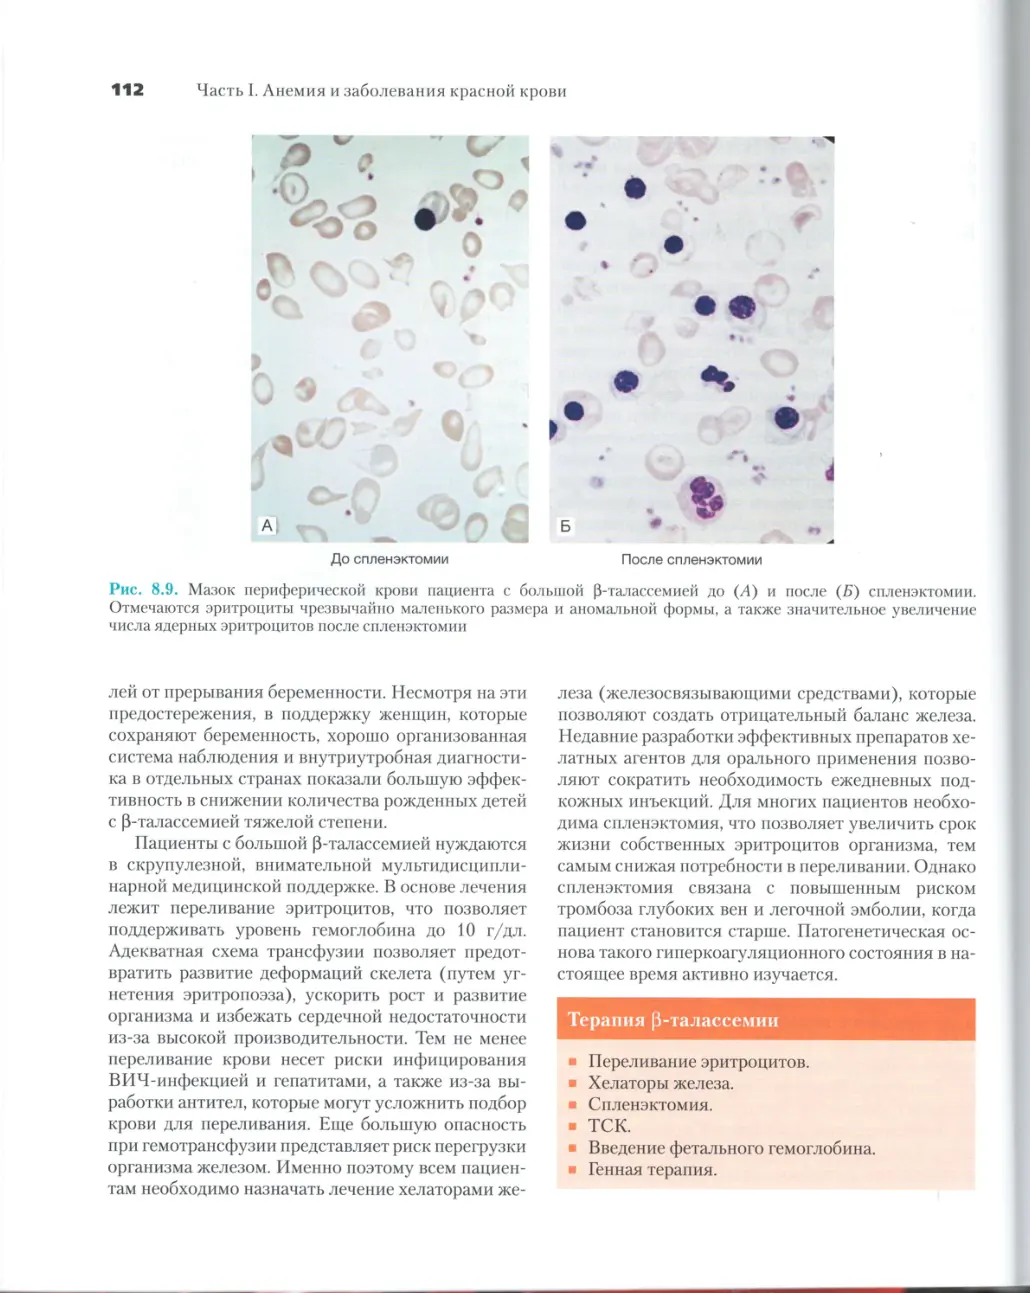 112 Часть I. Анемия и заболевания красной крови
А
Б
До спленэктомии
После спленэктомии
Рис. 8.9. Мазок периферической крови пациента с большой β-талассемией до (А) и после (Б) спленэктомии.
Отмечаются эритроциты чрезвычайно маленького размера и аномальной формы, а также значительное увеличение
числа ядерных эритроцитов после спленэктомии
лей от прерывания беременности. Несмотря на эти
предостережения, в поддержку женщин, которые
сохраняют беременность, хорошо организованная
система наблюдения и внутриутробная диагности-
ка в отдельных странах показали большую эффек-
тивность в снижении количества рожденных детей
с β-талассемией тяжелой степени.
Пациенты с большой β-талассемией нуждаются
в скрупулезной, внимательной мультидисципли-
нарной медицинской поддержке. В основе лечения
лежит переливание эритроцитов, что позволяет
поддерживать уровень гемоглобина до 10 г/дл.
Адекватная схема трансфузии позволяет предот-
вратить развитие деформаций скелета (путем уг-
нетения эритропоэза), ускорить рост и развитие
организма и избежать сердечной недостаточности
из-за высокой производительности. Тем не менее
переливание крови несет риски инфицирования
ВИЧ-инфекцией и гепатитами, а также из-за вы-
работки антител, которые могут усложнить подбор
крови для переливания. Еще большую опасность
при гемотрансфузии представляет риск перегрузки
организма железом. Именно поэтому всем пациен-
там необходимо назначать лечение хелаторами же-
леза (железосвязывающими средствами), которые
позволяют создать отрицательный баланс железа.
Недавние разработки эффективных препаратов хе-
латных агентов для орального применения позво-
ляют сократить необходимость ежедневных под-
кожных инъекций. Для многих пациентов необхо-
дима спленэктомия, что позволяет увеличить срок
жизни собственных эритроцитов организма, тем
самым снижая потребности в переливании. Однако
спленэктомия связана с повышенным риском
тромбоза глубоких вен и легочной эмболии, когда
пациент становится старше. Патогенетическая ос-
нова такого гиперкоагуляционного состояния в на-
стоящее время активно изучается.
Терапия β-талассемии
▪ Переливание эритроцитов.
▪ Хелаторы железа.
▪ Спленэктомия.
▪ ТСК.
▪ Введение фетального гемоглобина.
▪ Генная терапия.